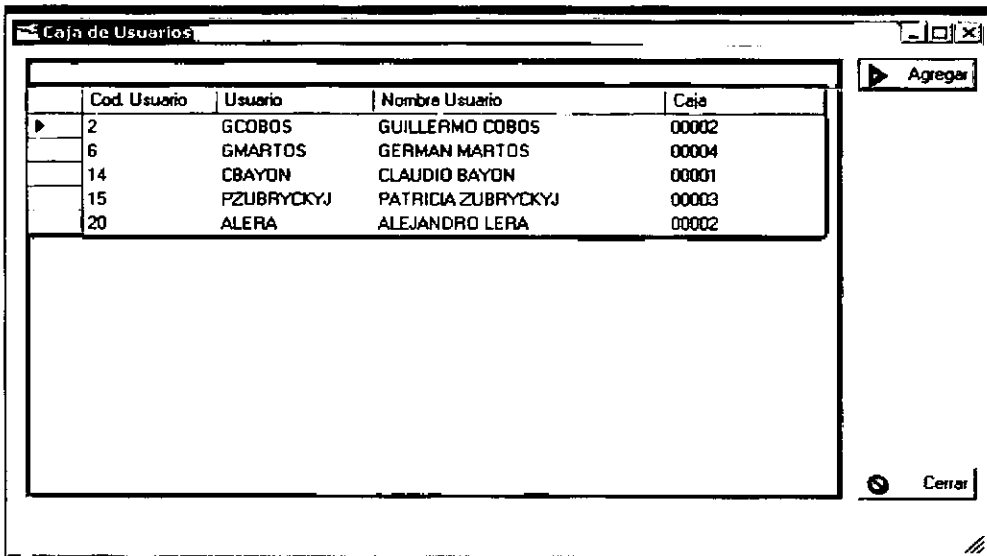 Caja de Usuarios
Agregar
Cod. Usuario Usuario Nombre Usuario Caja
2 GCOBOS GUILLERMO COBOS 00002
6 GMARTOS GERMAN MARTOS 00004
14 CBAYON CLAUDIO BAYON 00001
15 PZUBRYCKYJ PATRICIA ZUBRYCKYJ 00003
20 ALERA ALEJANDRO LERA 00002
Cerrar